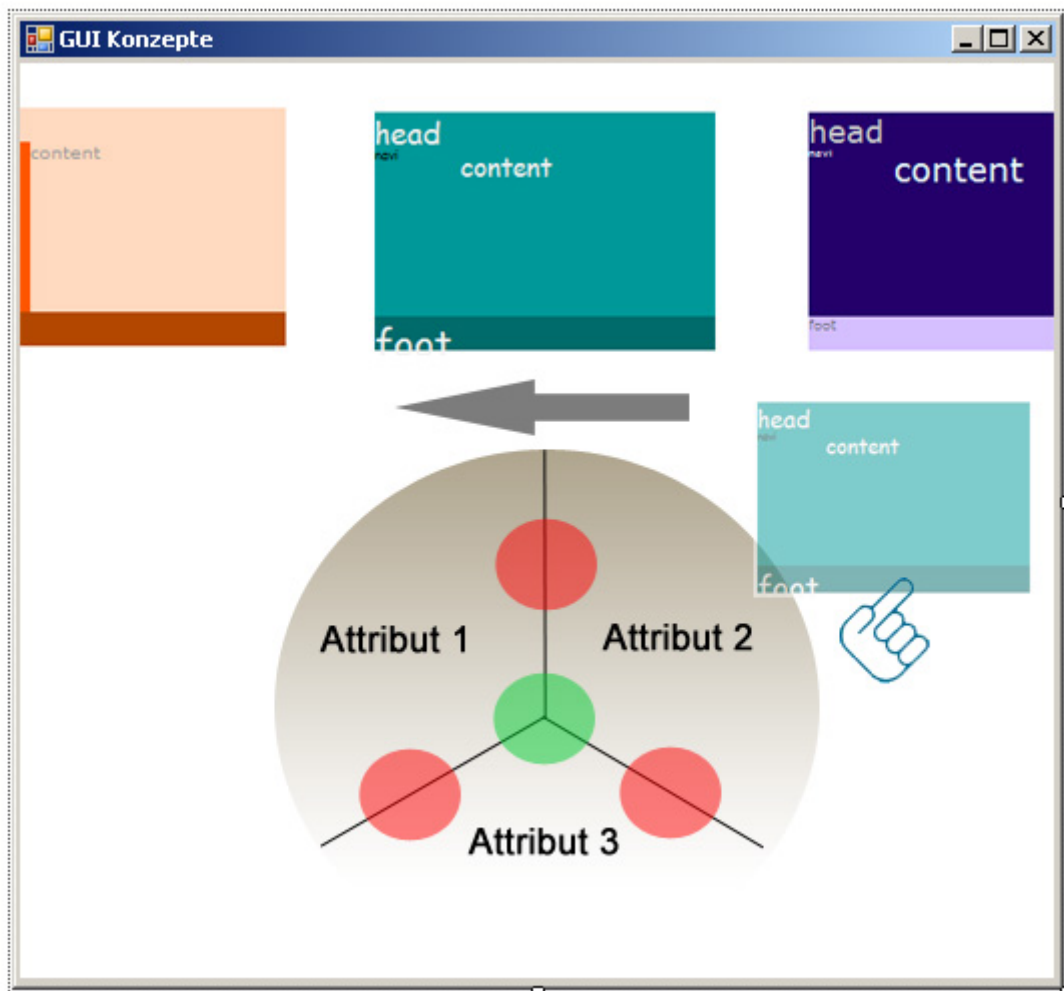 GUI Konzepte
content
head
navi
content
foot
head
navi
content
foot
head
navi
content
foot
Attribut 1
Attribut 2
Attribut 3